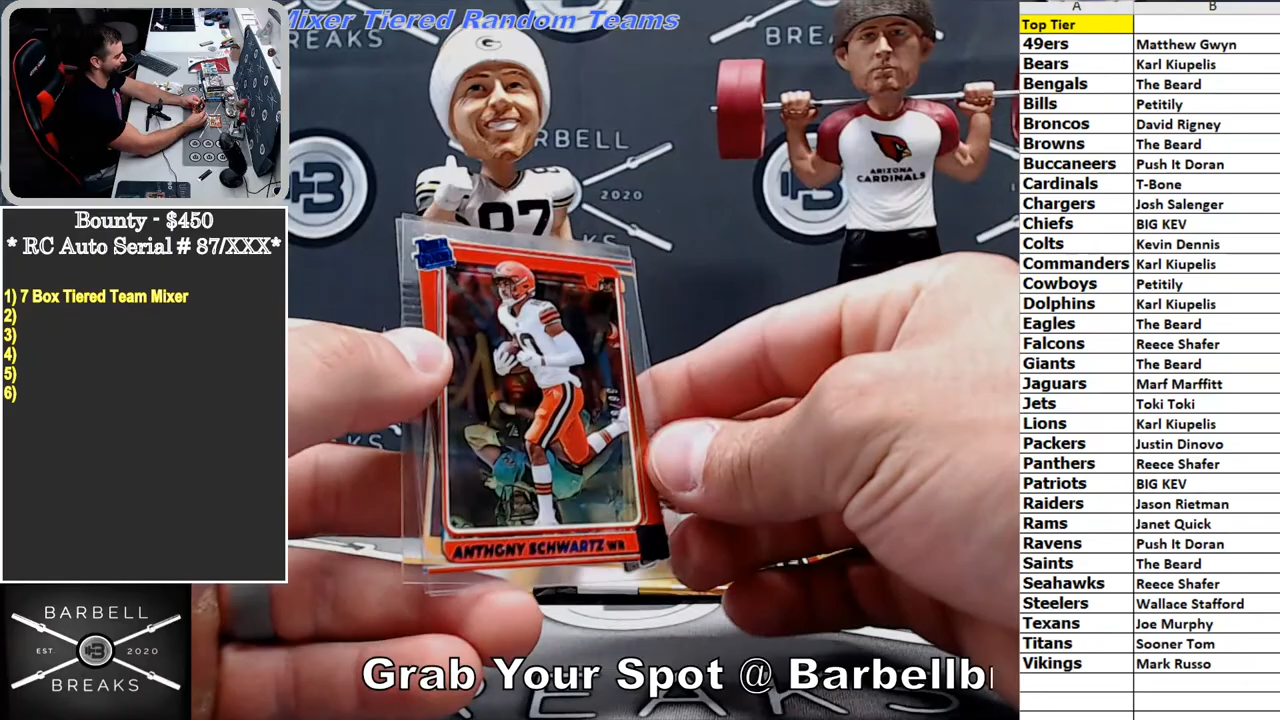 Mixer Tiered Random Teams
Bounty - $450
* RC Auto Serial # 87/XXX*
1) 7 Box Tiered Team Mixer
2)
3)
4)
5)
6)
BARBELL
EST. 2020
BREAKS
BREAKS
BREA
BARBELL
2020
87
G
ARIZONA
CARDINALS
ANTHONY SCHWARTZ WR
Grab Your Spot @ Barbellb
REAKS
A B
Top Tier
49ers Matthew Gwyn
Bears Karl Kiupelis
Bengals The Beard
Bills Petitily
Broncos David Rigney
Browns The Beard
Buccaneers Push It Doran
Cardinals T-Bone
Chargers Josh Salenger
Chiefs BIG KEV
Colts Kevin Dennis
Commanders Karl Kiupelis
Cowboys Petitily
Dolphins Karl Kiupelis
Eagles The Beard
Falcons Reece Shafer
Giants The Beard
Jaguars Marf Marffitt
Jets Toki Toki
Lions Karl Kiupelis
Packers Justin Dinovo
Panthers Reece Shafer
Patriots BIG KEV
Raiders Jason Rietman
Rams Janet Quick
Ravens Push It Doran
Saints The Beard
Seahawks Reece Shafer
Steelers Wallace Stafford
Texans Joe Murphy
Titans Sooner Tom
Vikings Mark Russo